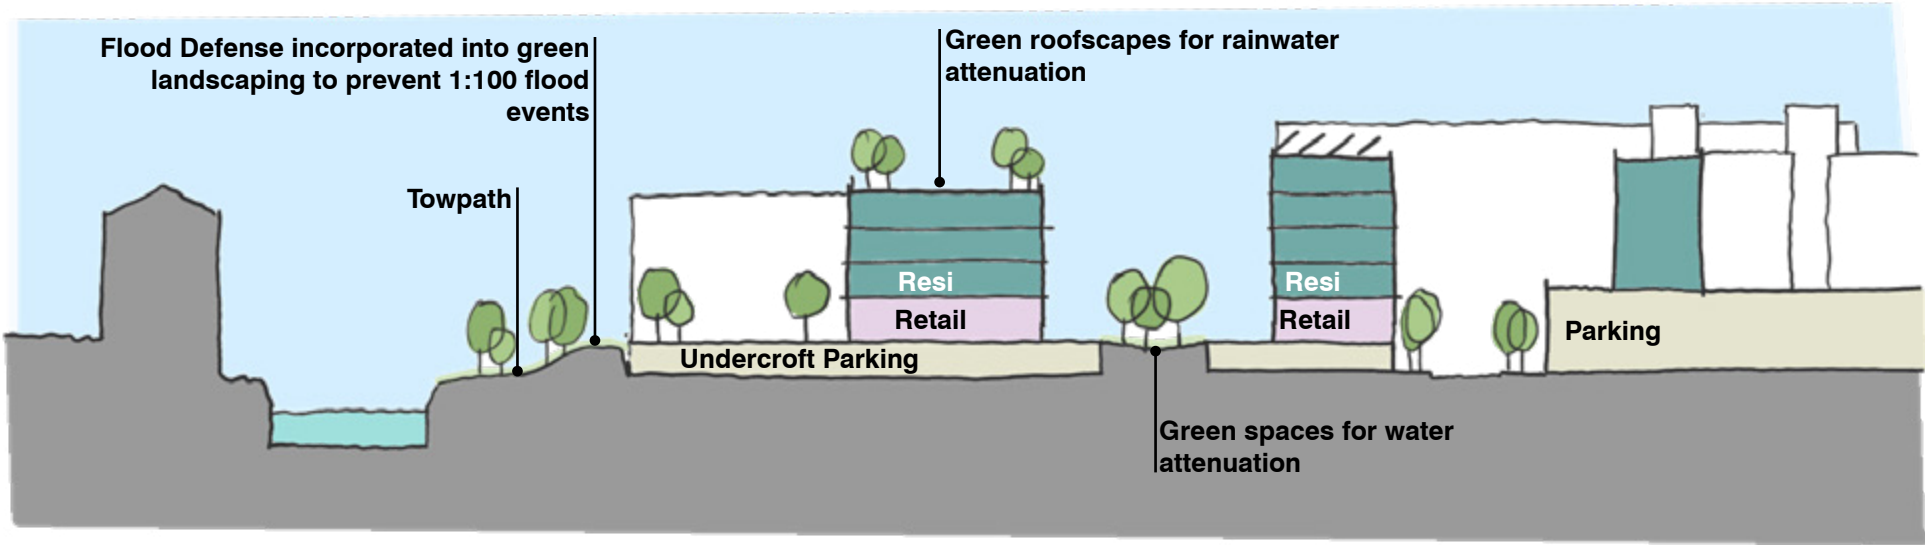 Flood Defense incorporated into green
landscaping to prevent 1:100 flood
events
Green roofscapes for rainwater
attenuation
Towpath
Resi
Retail
Resi
Retail
Undercroft Parking
Parking
Green spaces for water
attenuation